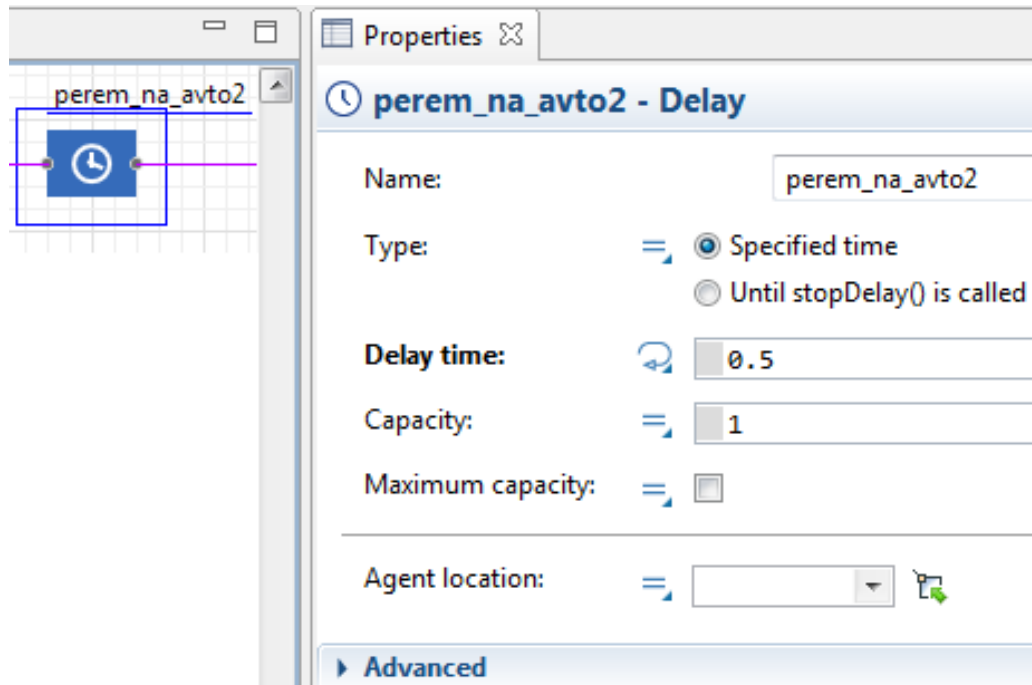 Properties
perem_na_avto2
perem_na_avto2 - Delay
Name: perem_na_avto2
Type: Specified time
Until stopDelay() is called
Delay time: 0.5
Capacity: 1
Maximum capacity:
Agent location:
Advanced